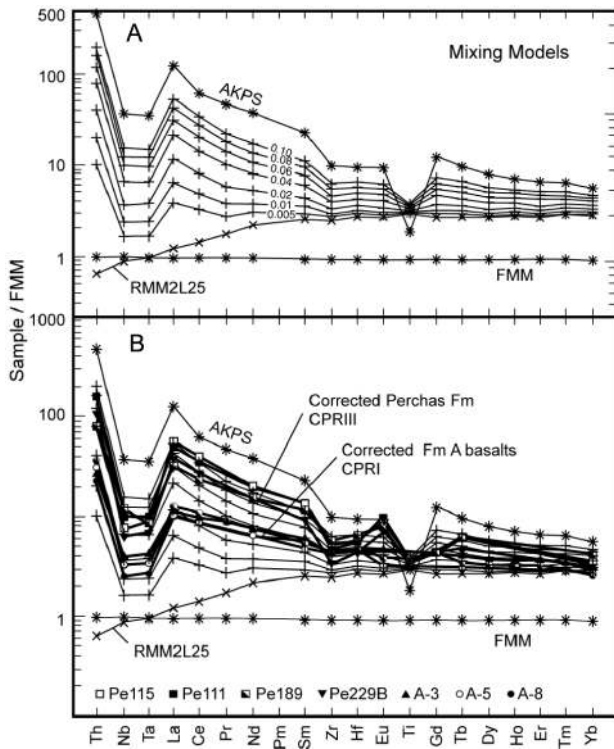 A
Mixing Models
500
100
10
1
AKPS
0.10
0.08
0.06
0.04
0.02
0.01
0.005
RMM2L25
FMM
Sample / FMM
B
1000
100
10
1
AKPS
Corrected Perchas Fm
CPRIII
Corrected Fm A basalts
CPRI
RMM2L25
FMM
Pe115 Pe111 Pe189 Pe229B A-3 A-5 A-8
Th Nb Ta La Ce Pr Nd Pm Sm Zr Hf Eu Ti Gd Tb Dy Ho Er Tm Yb